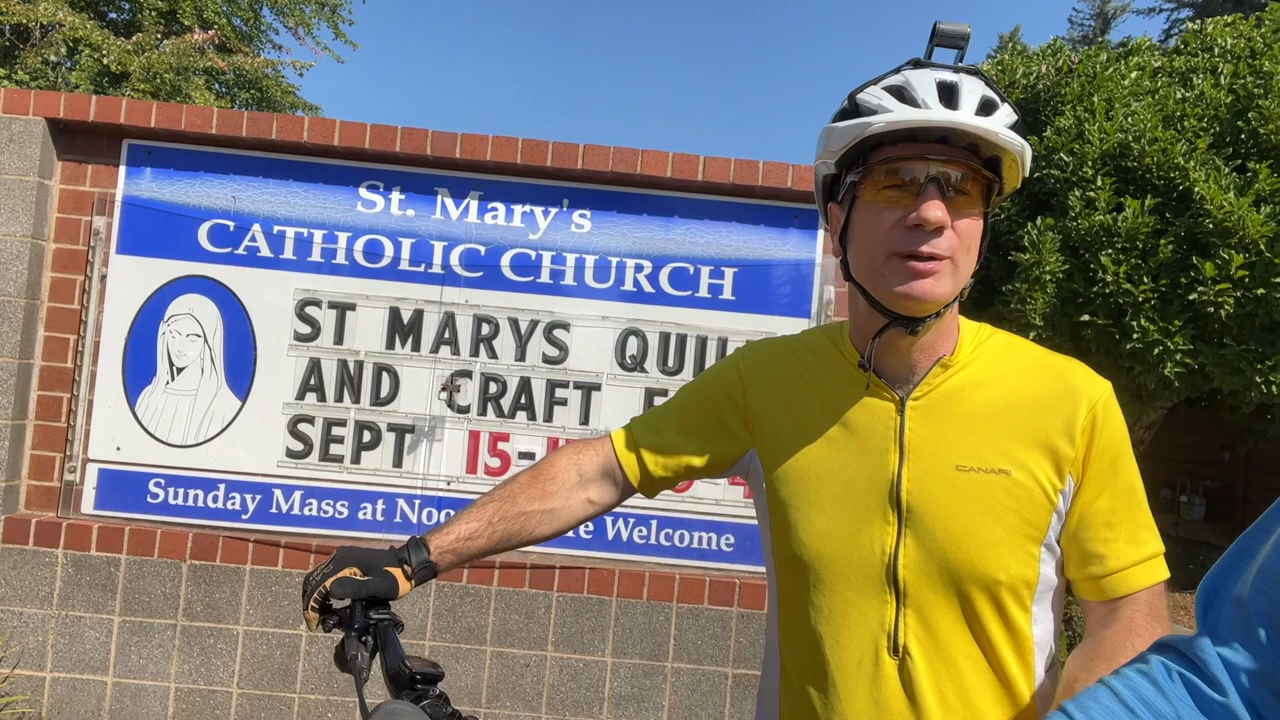 St. Mary's
CATHOLIC CHURCH
ST MARYS
AND CRAFT
SEPT 15-
Sunday Mass at
Welcome
CANARI